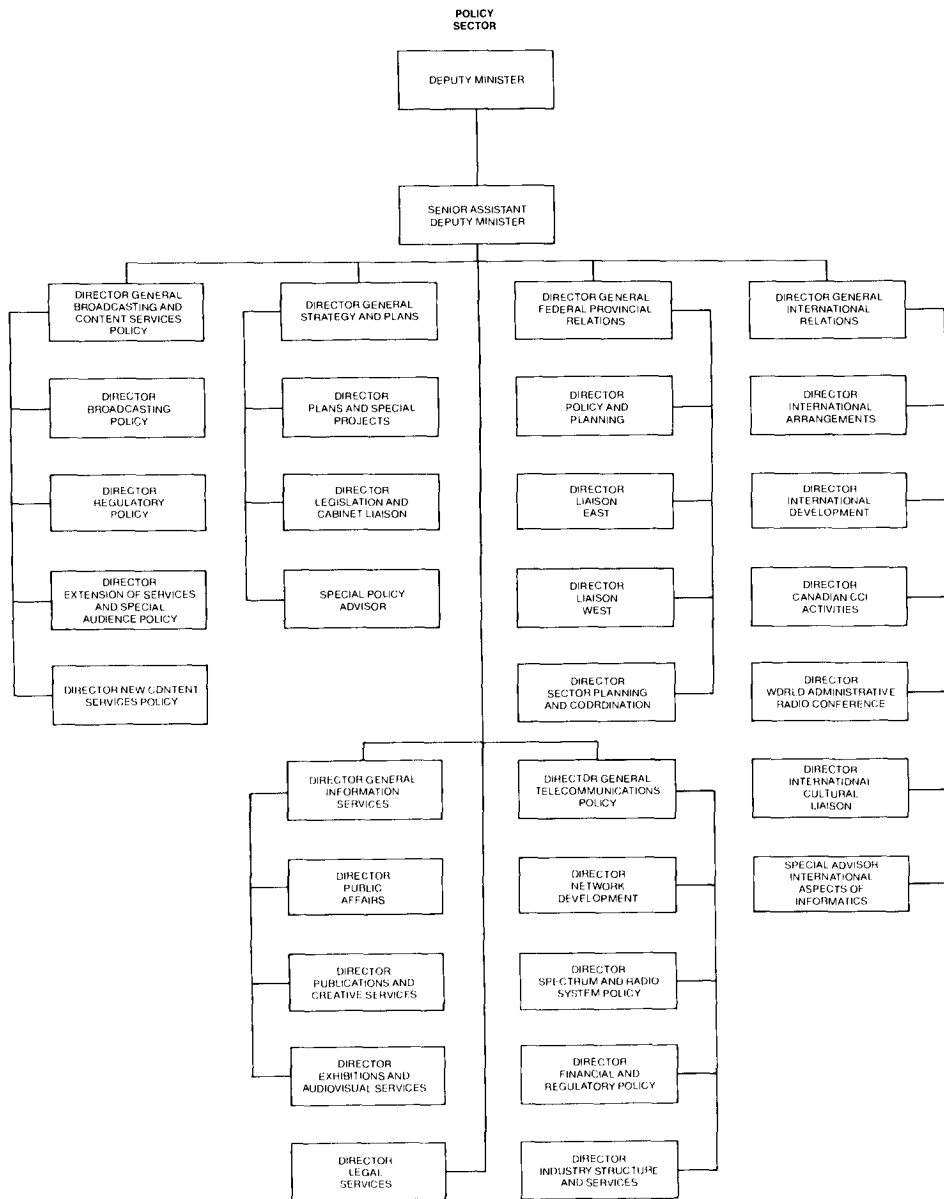 POLICY
SECTOR
DEPUTY MINISTER
SENIOR ASSISTANT
DEPUTY MINISTER
DIRECTOR GENERAL
BROADCASTING AND
CONTENT SERVICES
POLICY
DIRECTOR
BROADCASTING
POLICY
DIRECTOR
REGULATORY
POLICY
DIRECTOR
EXTENSION OF SERVICES
AND SPECIAL
AUDIENCE POLICY
DIRECTOR NEW CONTENT
SERVICES POLICY
DIRECTOR GENERAL
STRATEGY AND PLANS
DIRECTOR
PLANS AND SPECIAL
PROJECTS
DIRECTOR
LEGISLATION AND
CABINET LIAISON
SPECIAL POLICY
ADVISOR
DIRECTOR GENERAL
FEDERAL PROVINCIAL
RELATIONS
DIRECTOR
POLICY AND
PLANNING
DIRECTOR
LIAISON
EAST
DIRECTOR
LIAISON
WEST
DIRECTOR
SECTOR PLANNING
AND COORDINATION
DIRECTOR GENERAL
INTERNATIONAL
RELATIONS
DIRECTOR
INTERNATIONAL
ARRANGEMENTS
DIRECTOR
INTERNATIONAL
DEVELOPMENT
DIRECTOR
CANADIAN CCI
ACTIVITIES
DIRECTOR
WORLD ADMINISTRATIVE
RADIO CONFERENCE
DIRECTOR
INTERNATIONAL
CULTURAL
LIAISON
SPECIAL ADVISOR
INTERNATIONAL
ASPECTS OF
INFORMATICS
DIRECTOR GENERAL
INFORMATION
SERVICES
DIRECTOR
PUBLIC
AFFAIRS
DIRECTOR
PUBLICATIONS AND
CREATIVE SERVICES
DIRECTOR
EXHIBITIONS AND
AUDIOVISUAL SERVICES
DIRECTOR
LEGAL
SERVICES
DIRECTOR GENERAL
TELECOMMUNICATIONS
POLICY
DIRECTOR
NETWORK
DEVELOPMENT
DIRECTOR
SPECTRUM AND RADIO
SYSTEM POLICY
DIRECTOR
FINANCIAL AND
REGULATORY POLICY
DIRECTOR
INDUSTRY STRUCTURE
AND SERVICES